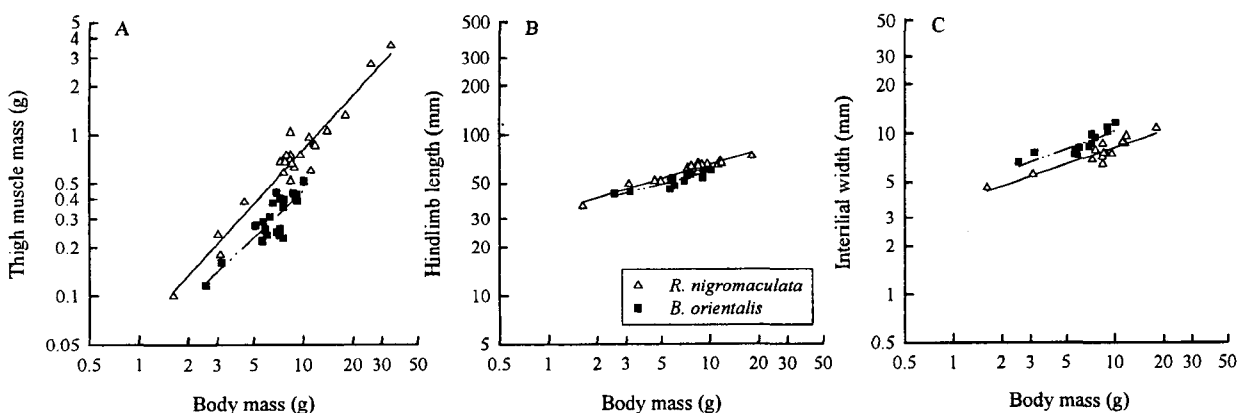 A
Thigh muscle mass (g)
5
4
3
2
1
0.5
0.4
0.3
0.2
0.1
0.05
0.5 1 2 3 5 10 20 30 50
Body mass (g)
B
Hindlimb length (mm)
500
300
200
100
50
30
20
10
5
0.5 1 2 3 5 10 20 30 50
Body mass (g)
R. nigromaculata
B. orientalis
C
Interilial width (mm)
50
30
20
10
5
3
2
1
0.5
0.5 1 2 3 5 10 20 30 50
Body mass (g)